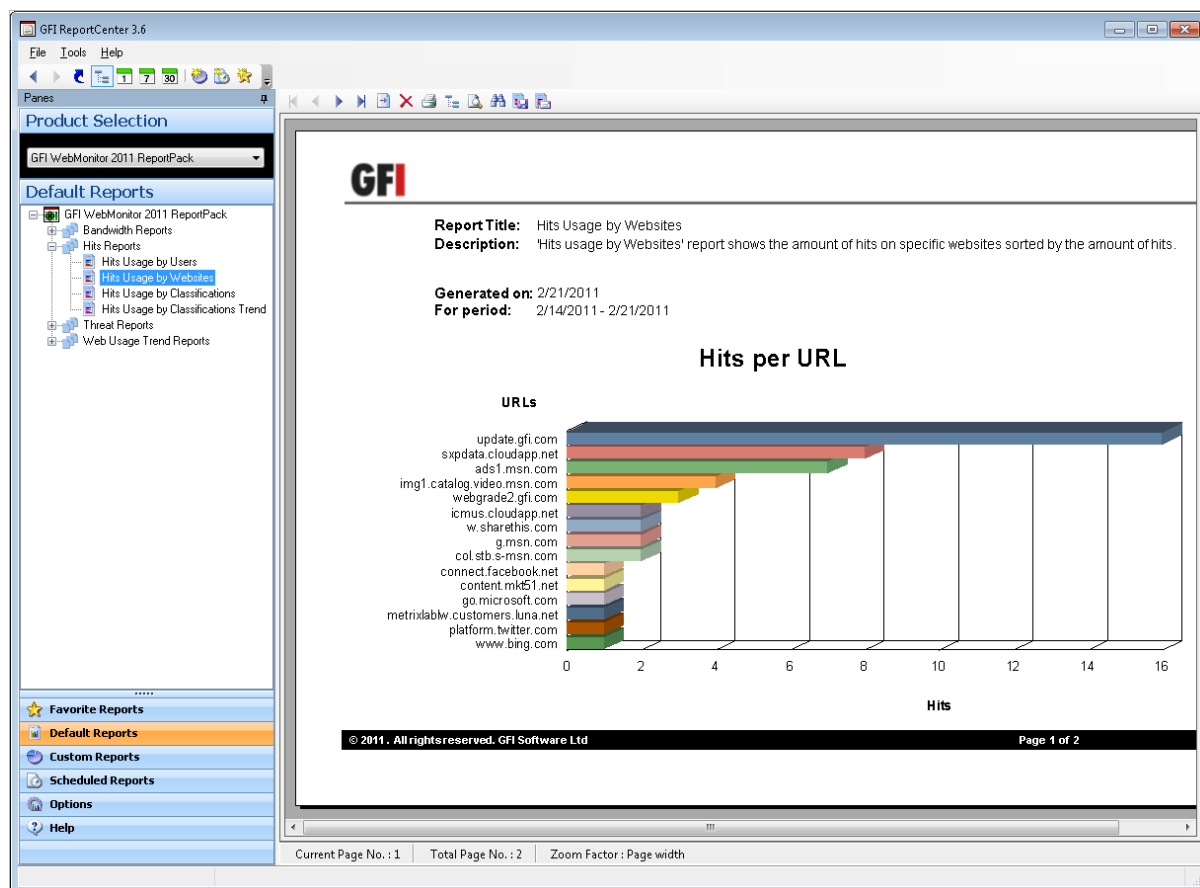 GFI ReportCenter 3.6
File Tools Help
1 7 30
Panes
Product Selection
GFI WebMonitor 2011 ReportPack
Default Reports
GFI WebMonitor 2011 ReportPack
Bandwidth Reports
Hits Reports
Hits Usage by Users
Hits Usage by Websites
Hits Usage by Classifications
Hits Usage by Classifications Trend
Threat Reports
Web Usage Trend Reports
Favorite Reports
Default Reports
Custom Reports
Scheduled Reports
Options
Help
GFI
Report Title: Hits Usage by Websites
Description: 'Hits usage by Websites' report shows the amount of hits on specific websites sorted by the amount of hits.
Generated on: 2/21/2011
For period: 2/14/2011 - 2/21/2011
Hits per URL
URLs
update.gfi.com
sxpdata.cloudapp.net
ads1.msn.com
img1.catalog.video.msn.com
webgrade2.gfi.com
icmus.cloudapp.net
w.sharethis.com
g.msn.com
col.stb.s-msn.com
connect.facebook.net
content.mkt51.net
go.microsoft.com
metrixlablw.customers.luna.net
platform.twitter.com
www.bing.com
0 2 4 6 8 10 12 14 16
Hits
© 2011. All rights reserved. GFI Software Ltd
Page 1 of 2
Current Page No. : 1 Total Page No. : 2 Zoom Factor : Page width